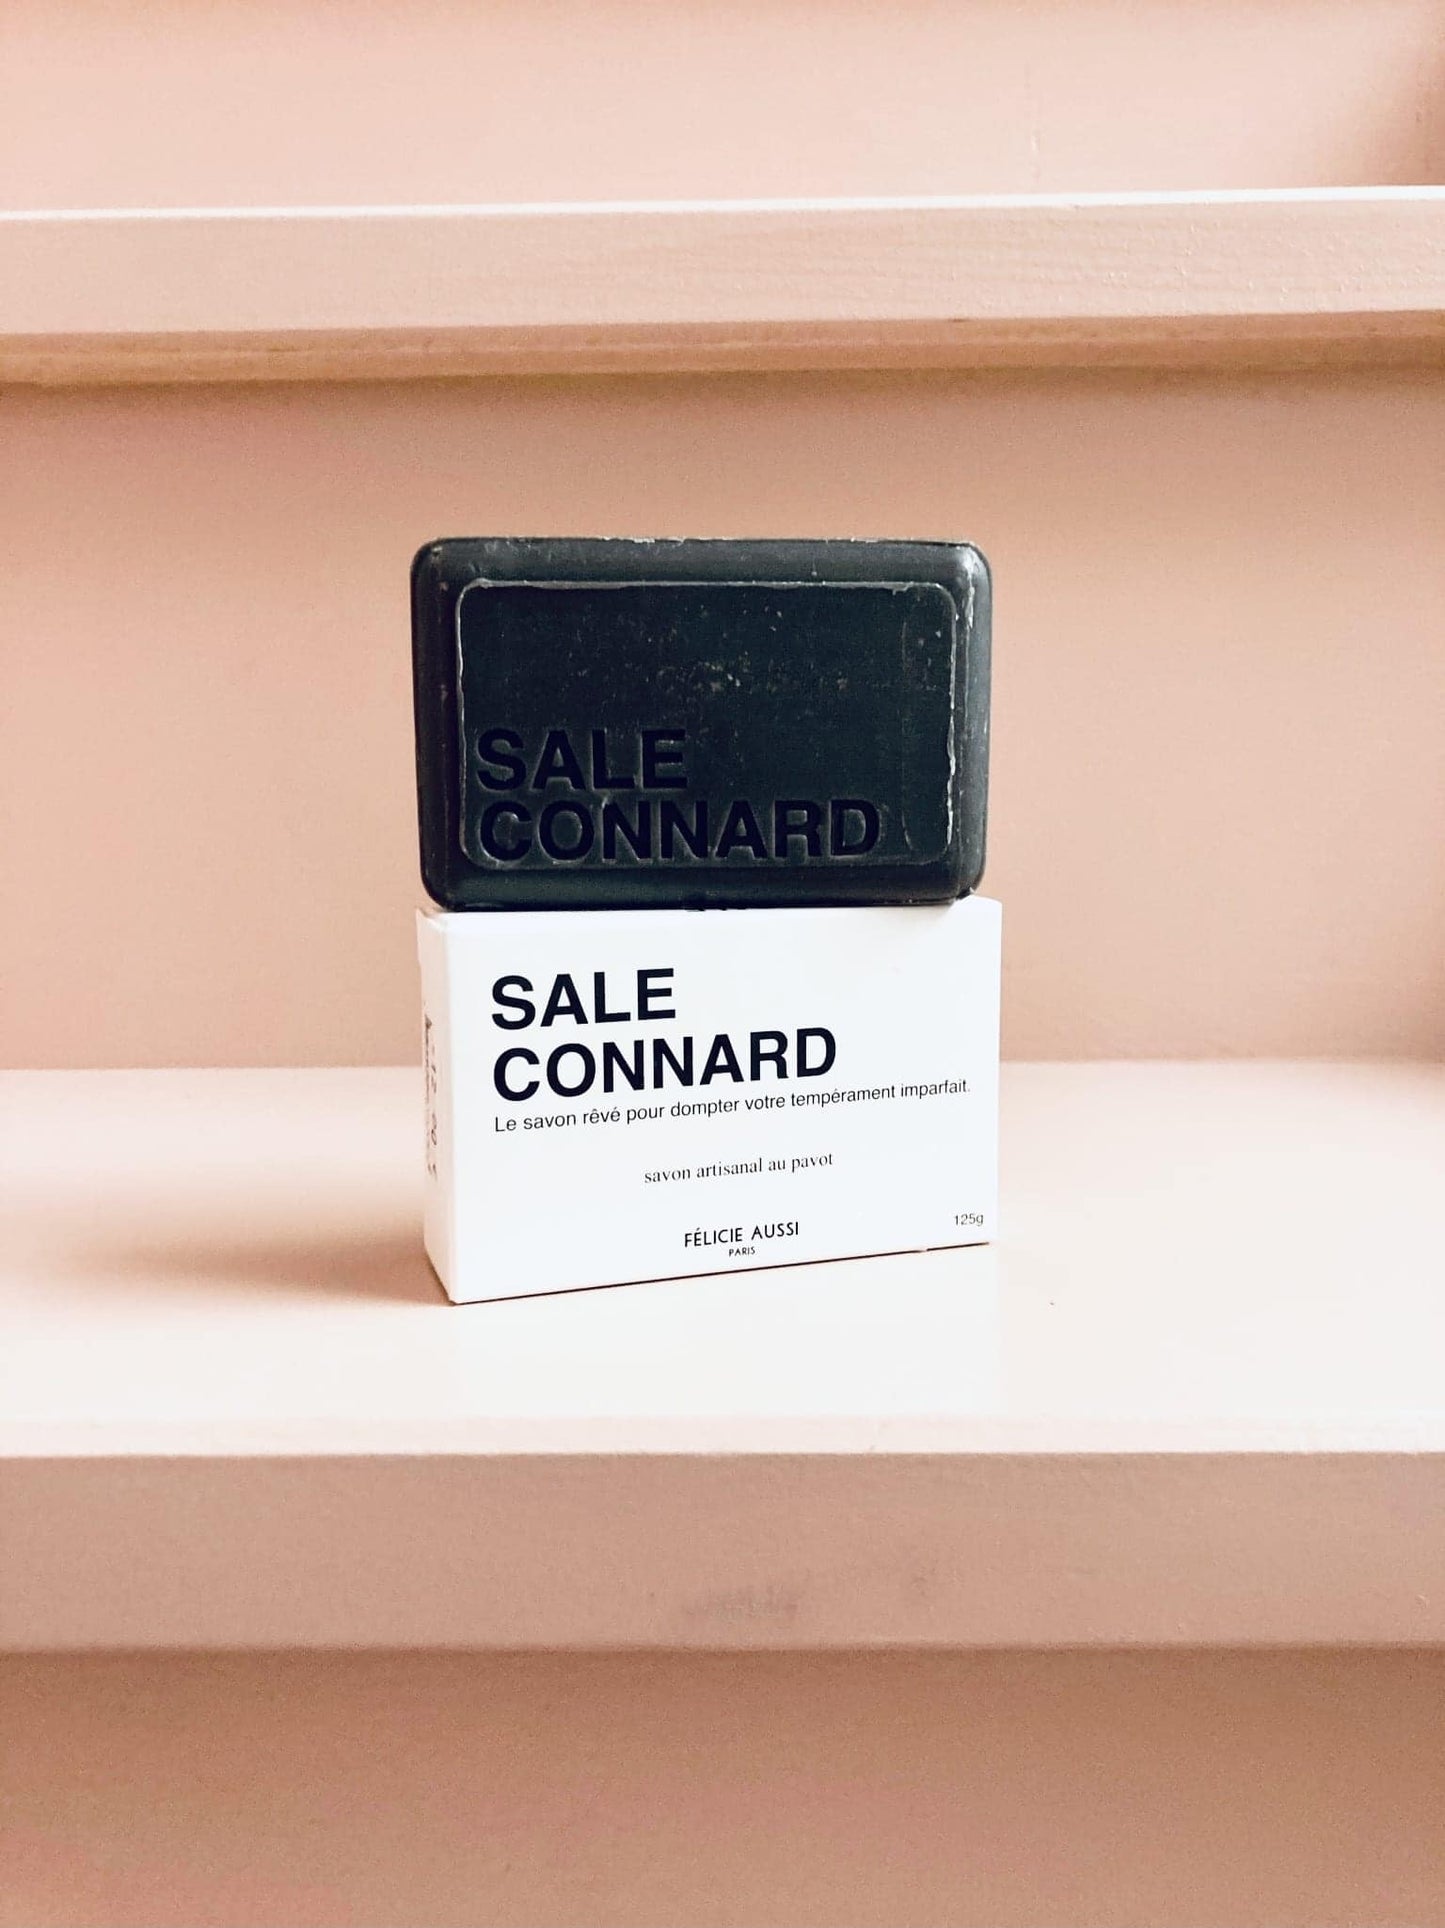 SALE
CONNARD
SALE
CONNARD
Le savon rêvé pour dompter votre tempérament imparfait.
savon artisanal au pavot
125g
FÉLICIE AUSSI
PARIS